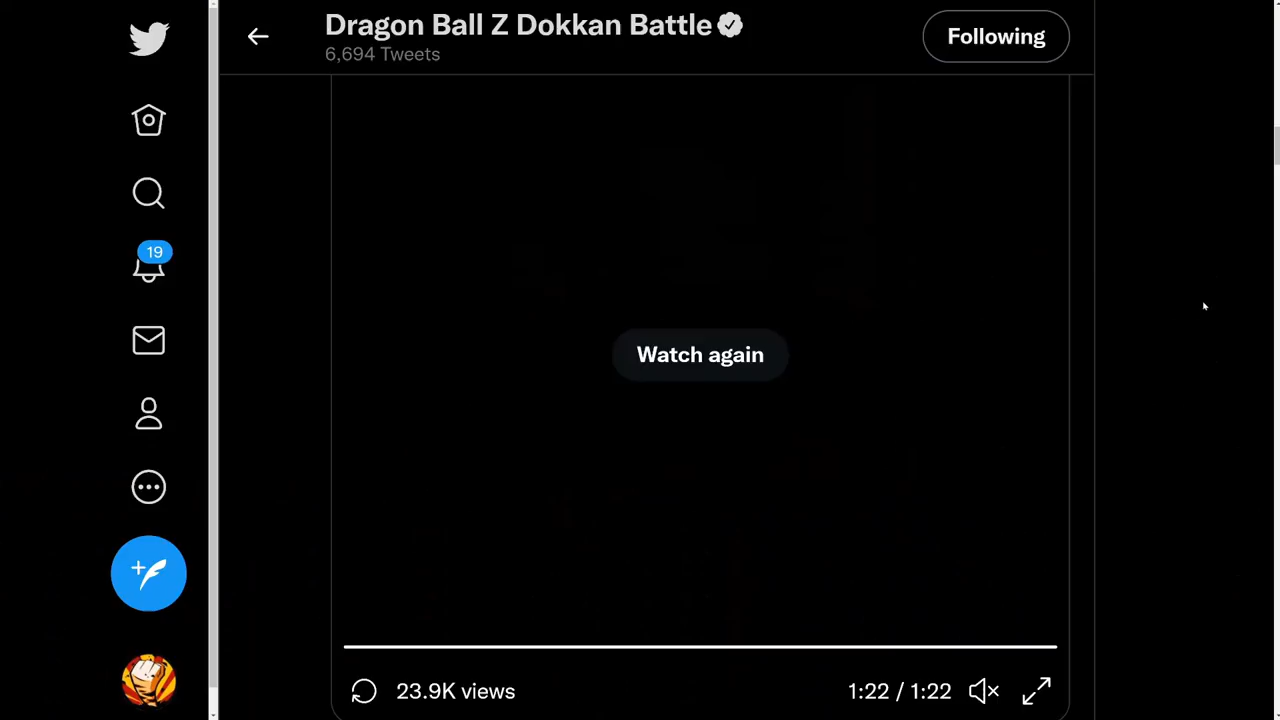 Dragon Ball Z Dokkan Battle
6,694 Tweets
Following
19
Watch again
23.9K views
1:22 / 1:22